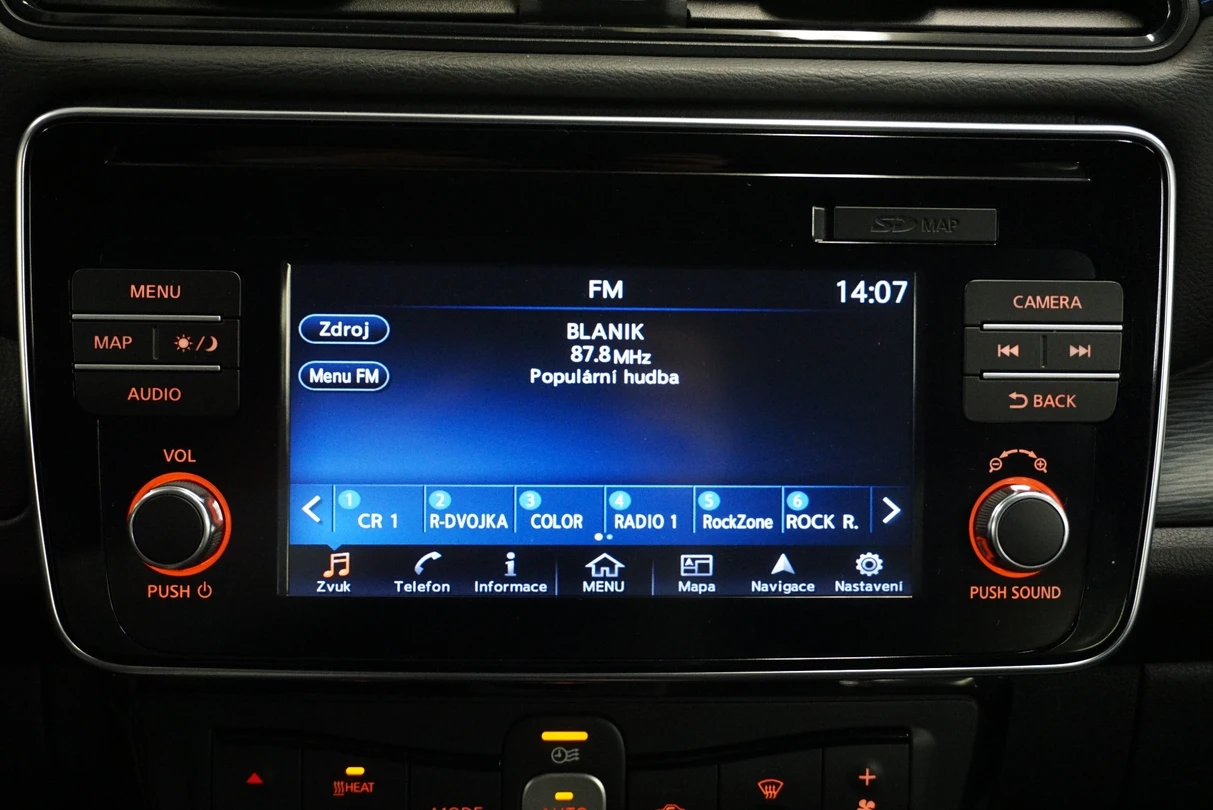 SD MAP
MENU
MAP
AUDIO
VOL
PUSH
FM
14:07
Zdroj
Menu FM
BLANIK
87.8 MHz
Populární hudba
1 CR 1
2 R-DVOJKA
3 COLOR
4 RADIO 1
5 RockZone
6 ROCK R.
Zvuk
Telefon
Informace
MENU
Mapa
Navigace
Nastavení
CAMERA
BACK
PUSH SOUND
HEAT
MODE
AUTO